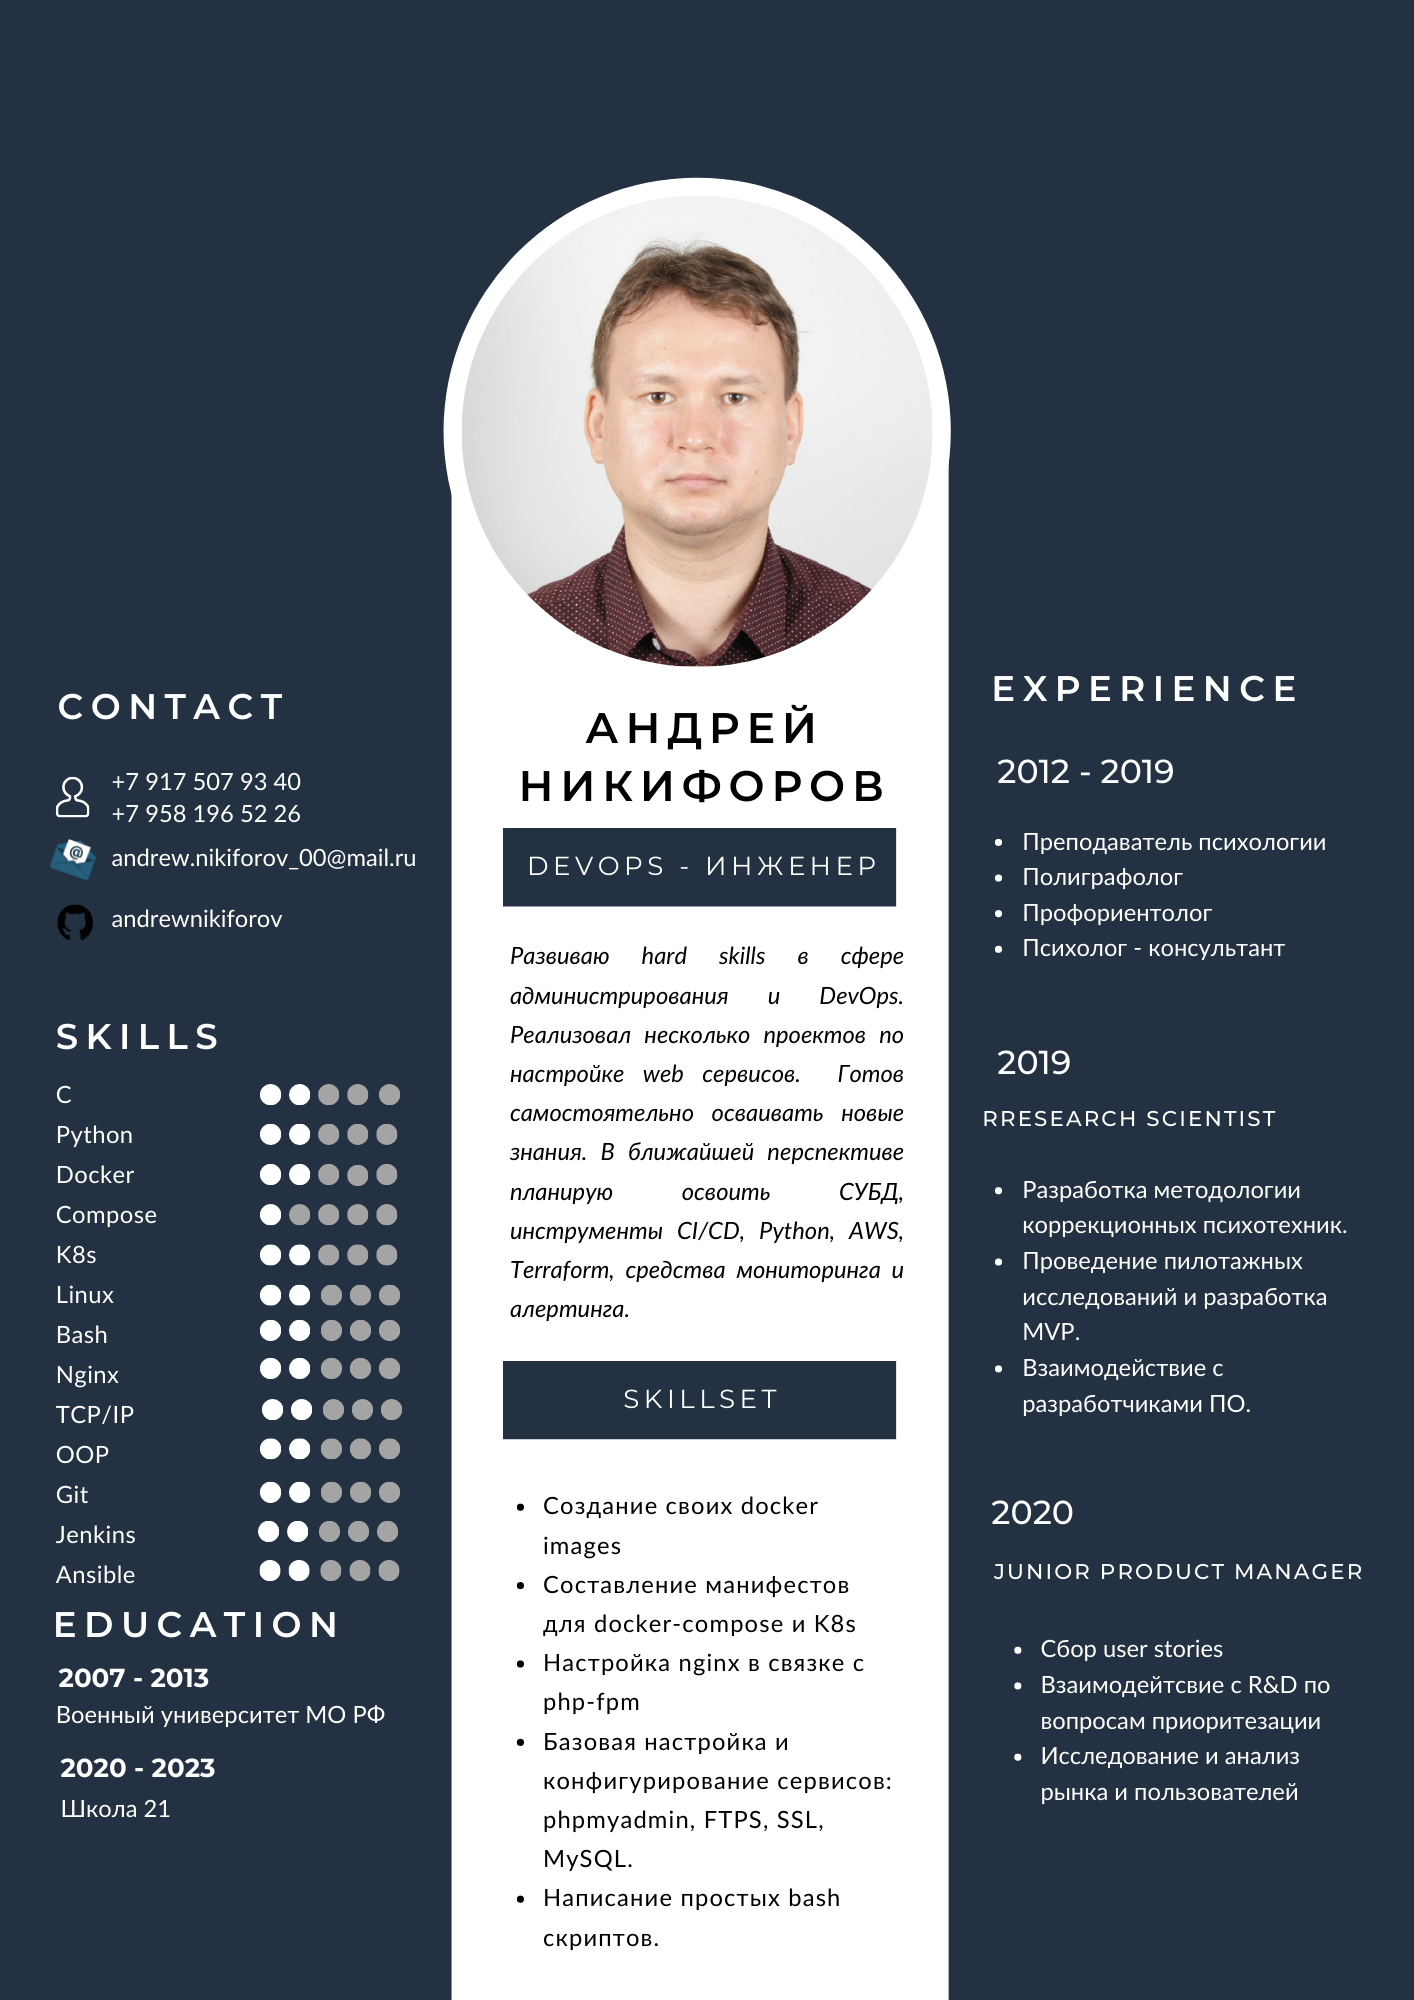 АНДРЕЙ
НИКИФОРОВ
DEVOPS - ИНЖЕНЕР
Развиваю hard skills в сфере
администрирования и DevOps.
Реализовал несколько проектов по
настройке web сервисов. Готов
самостоятельно осваивать новые
знания. В ближайшей перспективе
планирую освоить СУБД,
инструменты CI/CD, Python, AWS,
Terraform, средства мониторинга и
алертинга.
SKILLSET
• Создание своих docker
images
• Составление манифестов
для docker-compose и K8s
• Настройка nginx в связке с
php-fpm
• Базовая настройка и
конфигурирование сервисов:
phpmyadmin, FTPS, SSL,
MySQL.
• Написание простых bash
скриптов.
CONTACT
+7 917 507 93 40
+7 958 196 52 26
andrew.nikiforov_00@mail.ru
andrewnikiforov
SKILLS
C
Python
Docker
Compose
K8s
Linux
Bash
Nginx
TCP/IP
OOP
Git
Jenkins
Ansible
EDUCATION
2007 - 2013
Военный университет МО РФ
2020 - 2023
Школа 21
EXPERIENCE
2012 - 2019
• Преподаватель психологии
• Полиграфолог
• Профориентолог
• Психолог - консультант
2019
RRESEARCH SCIENTIST
• Разработка методологии
коррекционных психотехник.
• Проведение пилотажных
исследований и разработка
MVP.
• Взаимодействие с
разработчиками ПО.
2020
JUNIOR PRODUCT MANAGER
• Сбор user stories
• Взаимодейтсвие с R&D по
вопросам приоритезации
• Исследование и анализ
рынка и пользователей